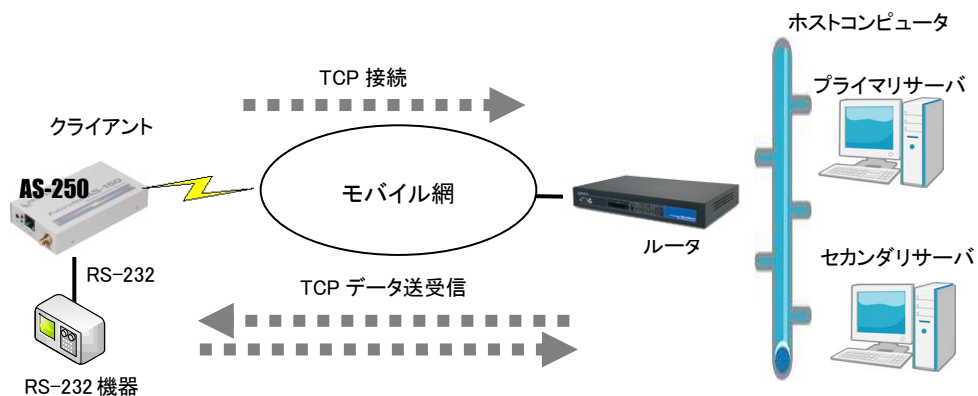 ホストコンピュータ
TCP 接続
プライマリサーバ
クライアント
AS-250
モバイル網
ルータ
RS-232
セカンダリサーバ
TCP データ送受信
RS-232 機器